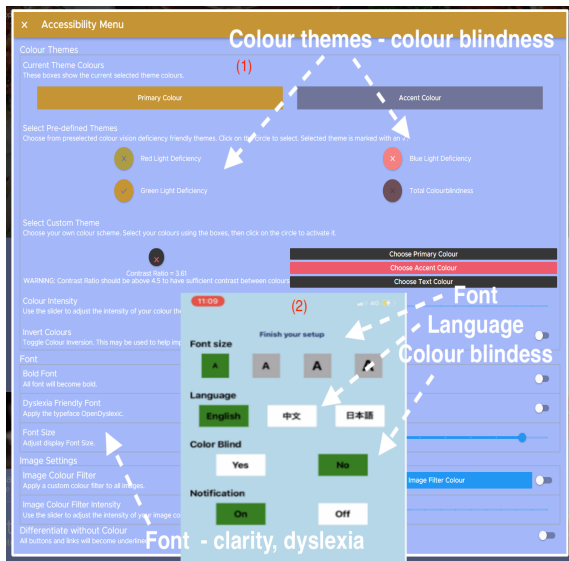 × Accessibility Menu
Colour themes - colour blindness
Colour Themes
Current Theme Colours
These boxes show the current selected theme colours.
(1)
Primary Colour
Accent Colour
Select Pre-defined Themes
Choose from preselected colour vision deficiency friendly themes. Click on the circle to select. Selected theme is marked with an
Red Light Deficiency
Blue Light Deficiency
Green Light Deficiency
Total Colourblindness
Select Custom Theme
Choose your own colour scheme. Select your colours using the boxes, then click on the circle to activate it.
Contrast Ratio = 3.61
WARNING: Contrast Ratio should be above 4.5 to have sufficient contrast between colours
Choose Primary Colour
Choose Accent Colour
Choose Text Colour
Colour Intensity
Use the slider to adjust the intensity of your colour
Invert Colours
Toggle Colour Inversion. This may be used to help
Font
Bold Font
All font will become bold.
Dyslexia Friendly Font
Apply the typeface OpenDyslexic.
Font Size
Adjust display Font Size.
Image Settings
Image Colour Filter
Apply a custom colour filter to all images.
Image Filter Colour
Image Colour Filter Intensity
Use the slider to adjust the intensity of your image
Differentiate without Colour
All buttons and links will become underlined
11:09
(2)
4G
Finish your setup
Font size
A A A A
Language
English 中文 日本語
Color Blind
Yes No
Notification
On Off
Font
Language
Colour blindess
Font - clarity, dyslexia